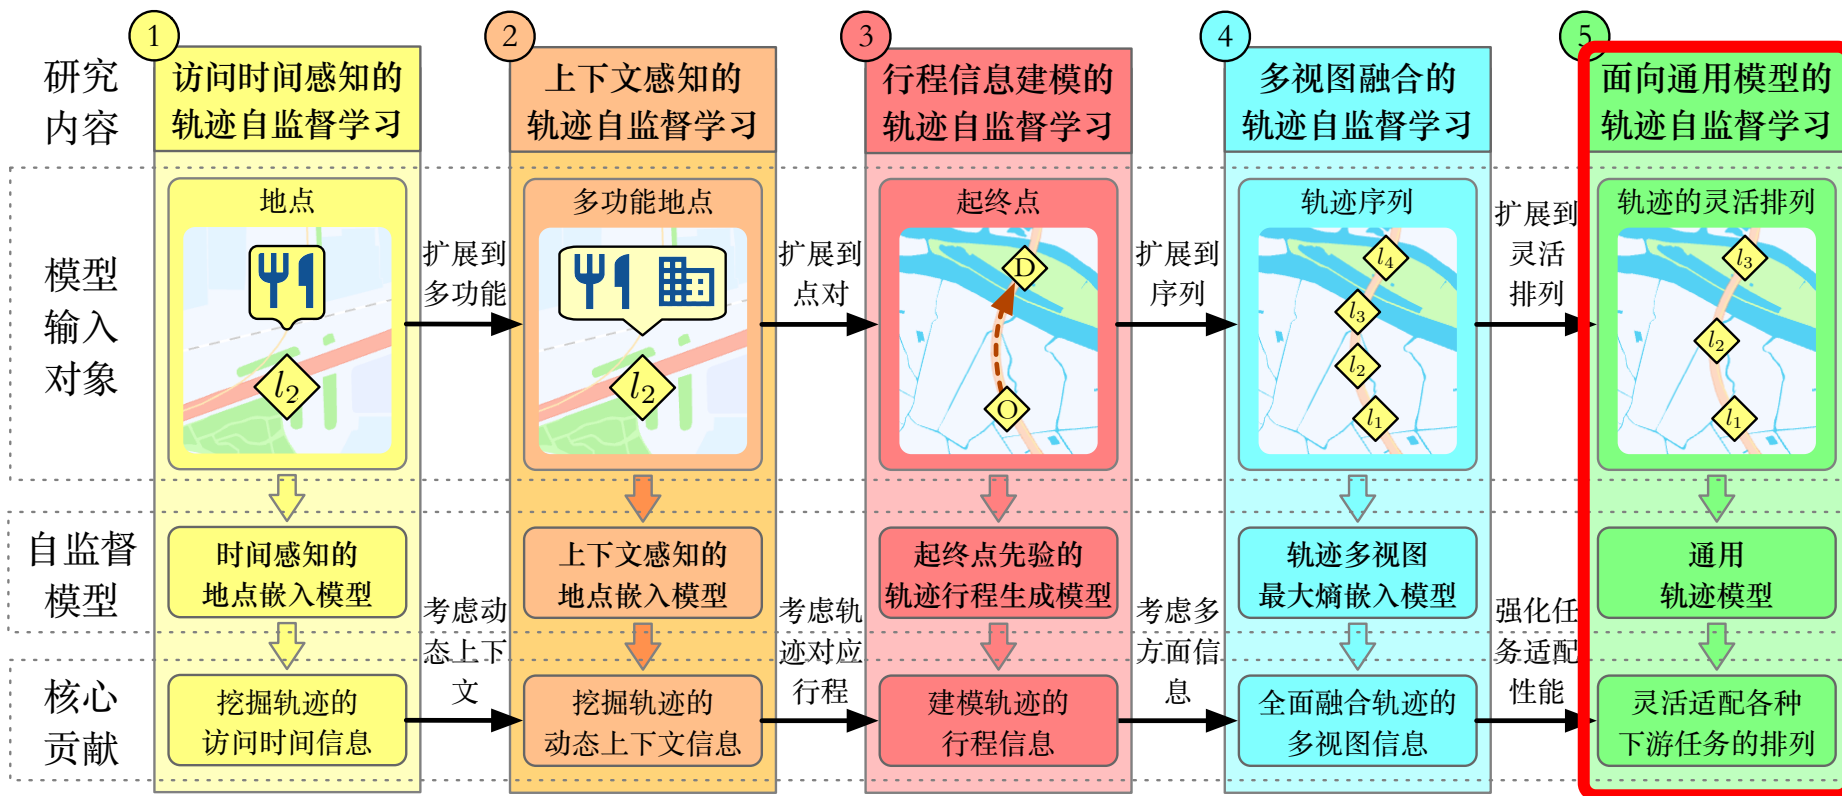 1
2
3
4
5
研究
内容
访问时间感知的
轨迹自监督学习
上下文感知的
轨迹自监督学习
行程信息建模的
轨迹自监督学习
多视图融合的
轨迹自监督学习
面向通用模型的
轨迹自监督学习
模型
输入
对象
地点
l2
扩展到
多功能
多功能地点
l2
扩展到
点对
起终点
D
O
扩展到
序列
轨迹序列
l4
l3
l2
l1
扩展到
灵活
排列
轨迹的灵活排列
l3
l2
l1
自监督
模型
时间感知的
地点嵌入模型
上下文感知的
地点嵌入模型
起终点先验的
轨迹行程生成模型
轨迹多视图
最大熵嵌入模型
通用
轨迹模型
考虑动
态上下
文
考虑轨
迹对应
行程
考虑多
方面信
息
强化任
务适配
性能
核心
贡献
挖掘轨迹的
访问时间信息
挖掘轨迹的
动态上下文信息
建模轨迹的
行程信息
全面融合轨迹的
多视图信息
灵活适配各种
下游任务的排列